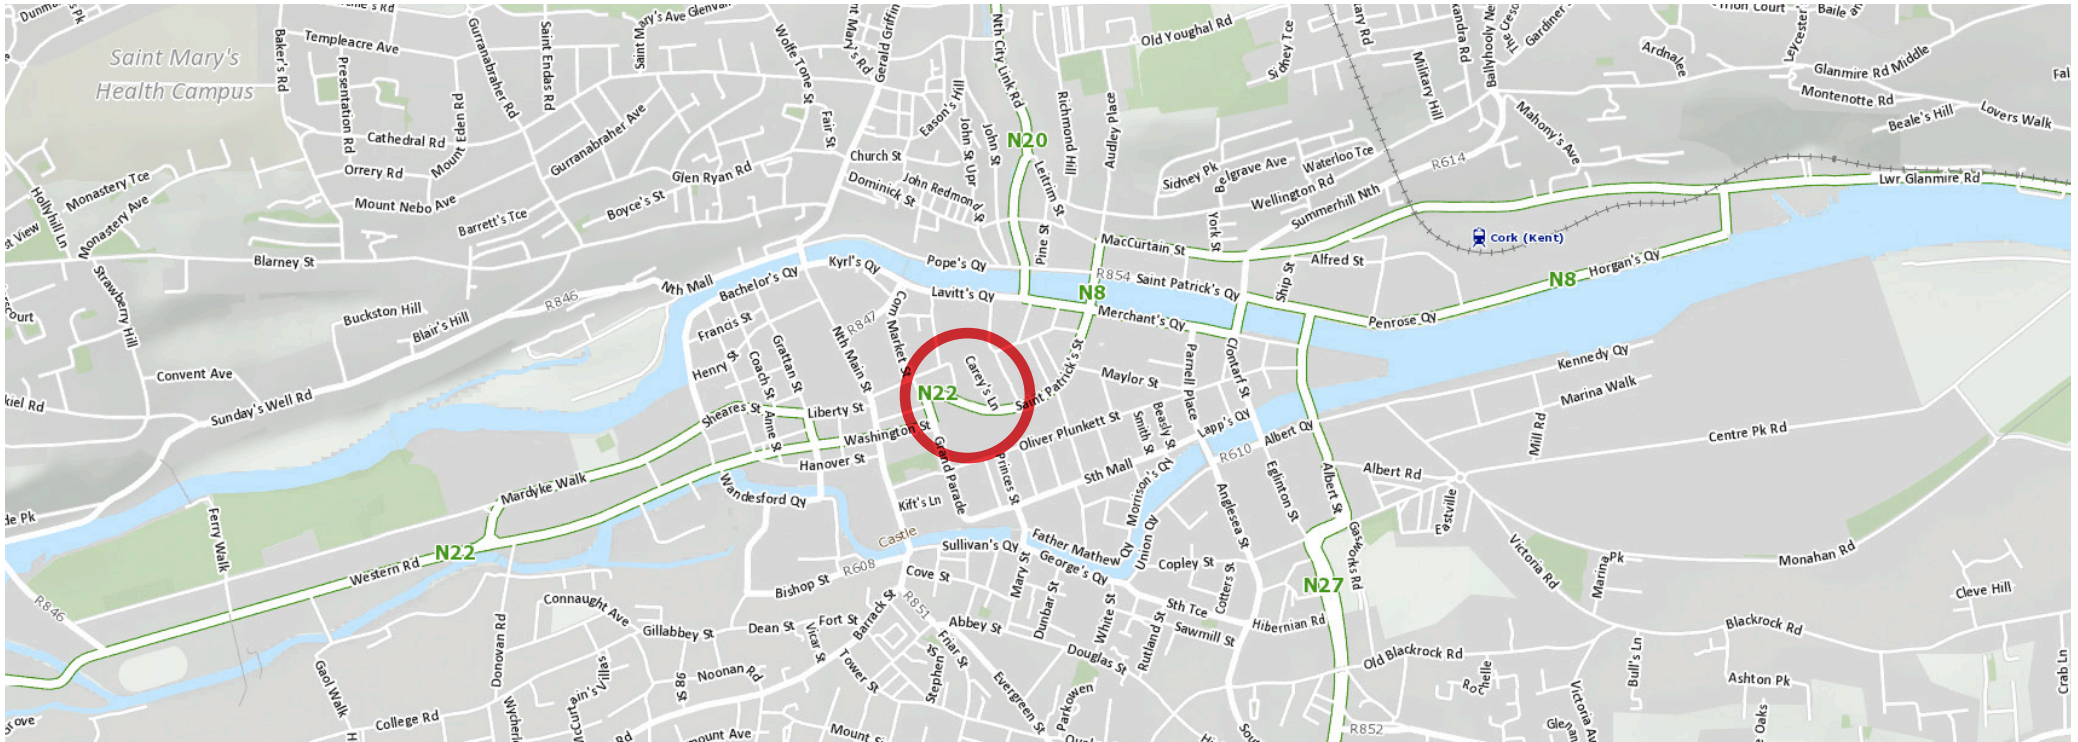 Saint Mary's
Health Campus
Baker's Rd
Templeacre Ave
Presentation Rd
Cathedral Rd
Orrery Rd
Mount Nebo Ave
Mount Eden Rd
Gurranabraher Rd
Saint Endas Rd
Gurranabraher Ave
Barrett's Tce
Boyce's St
Glen Ryan Rd
Wolfe Tone St
Fair St
Gerald Griffin
Church St
Dominick St
Eason's Hill
John St Upr
John St
John Redmond St
Nth City Link Rd
N20
Leitrim St
Richmond Hill
Audley Place
Old Youghal Rd
Sidney Tce
Sidney Pk
Belgrave Ave
Waterloo Tce
Wellington Rd
Summerhill Nth
York St
Military Hill
R614
Mahony's Ave
Ardnalee
Glanmire Rd Middle
Montenotte Rd
Beale's Hill
Lovers Walk
Lwr Glanmire Rd
Monastery Tce
Monastery Ave
Hollyhill Ln
Blarney St
Strawberry Hill
Buckston Hill
Blair's Hill
R846
Nth Mall
Bachelor's Qy
Kyrl's Qy
Pope's Qy
Lavitt's Qy
Pine St
MacCurtain St
R854
Saint Patrick's Qy
N8
Merchant's Qy
Alfred St
Ship St
Cork (Kent)
N8
Horgan's Qy
Penrose Qy
Convent Ave
Sunday's Well Rd
Francis St
Henry St
Coach St
Grattan St
Nth Main St
R847
Corn Market St
Carey's Ln
N22
Saint Patrick's St
Maylor St
Parnell Place
Clontarf St
Kennedy Qy
Marina Walk
Mill Rd
Centre Pk Rd
Sheares St
Anne St
Liberty St
Washington St
Hanover St
Grand Parade
Princes St
Oliver Plunkett St
Smith St
Beasly St
Lapp's Qy
Albert Qy
R610
Sth Mall
Morrison's Qy
Mardyke Walk
Wandesford Qy
Kift's Ln
Castle
Ferry Walk
N22
Western Rd
R846
Sullivan's Qy
Father Mathew Qy
George's Qy
Union Qy
Anglesea St
Eglinton St
Albert St
Albert Rd
Eastville
Gasworks Rd
Victoria Rd
Marina Pk
Monahan Rd
Cleve Hill
Bishop St
R608
Cove St
Mary St
Copley St
Cotters St
N27
Connaught Ave
Gillabbey St
Dean St
Fort St
Vicar St
Barrack St
R851
Abbey St
Friar St
Dunbar St
White St
Rutland St
Sth Tce
Sawmill St
Hibernian Rd
Douglas St
Old Blackrock Rd
Blackrock Rd
Donovan Rd
Gaol Walk
College Rd
98 St
Noonan Rd
Tower St
Evergreen St
Parkowen
Rochelle
Bull's Ln
Ashton Pk
Crab Ln
R852